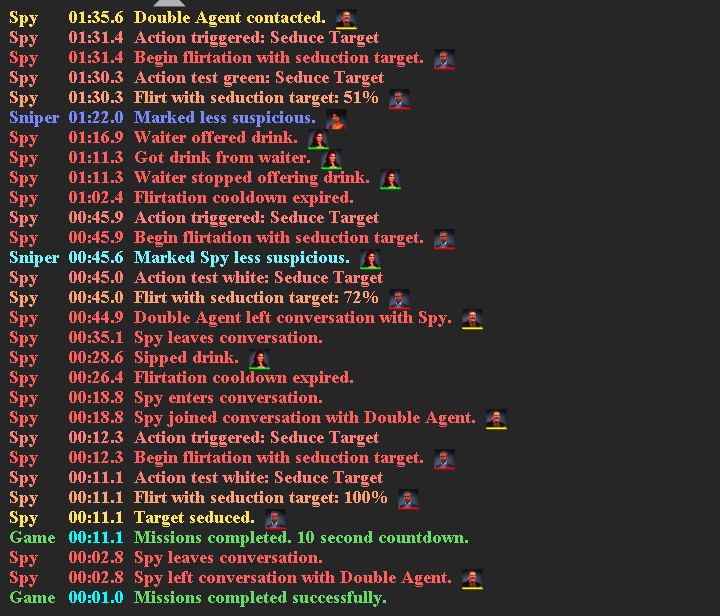 Spy 01:35.6 Double Agent contacted.
Spy 01:31.4 Action triggered: Seduce Target
Spy 01:31.4 Begin flirtation with seduction target.
Spy 01:30.3 Action test green: Seduce Target
Spy 01:30.3 Flirt with seduction target: 51%
Sniper 01:22.0 Marked less suspicious.
Spy 01:16.9 Waiter offered drink.
Spy 01:11.3 Got drink from waiter.
Spy 01:11.3 Waiter stopped offering drink.
Spy 01:02.4 Flirtation cooldown expired.
Spy 00:45.9 Action triggered: Seduce Target
Spy 00:45.9 Begin flirtation with seduction target.
Sniper 00:45.6 Marked Spy less suspicious.
Spy 00:45.0 Action test white: Seduce Target
Spy 00:45.0 Flirt with seduction target: 72%
Spy 00:44.9 Double Agent left conversation with Spy.
Spy 00:35.1 Spy leaves conversation.
Spy 00:28.6 Sipped drink.
Spy 00:26.4 Flirtation cooldown expired.
Spy 00:18.8 Spy enters conversation.
Spy 00:18.8 Spy joined conversation with Double Agent.
Spy 00:12.3 Action triggered: Seduce Target
Spy 00:12.3 Begin flirtation with seduction target.
Spy 00:11.1 Action test white: Seduce Target
Spy 00:11.1 Flirt with seduction target: 100%
Spy 00:11.1 Target seduced.
Game 00:11.1 Missions completed. 10 second countdown.
Spy 00:02.8 Spy leaves conversation.
Spy 00:02.8 Spy left conversation with Double Agent.
Game 00:01.0 Missions completed successfully.